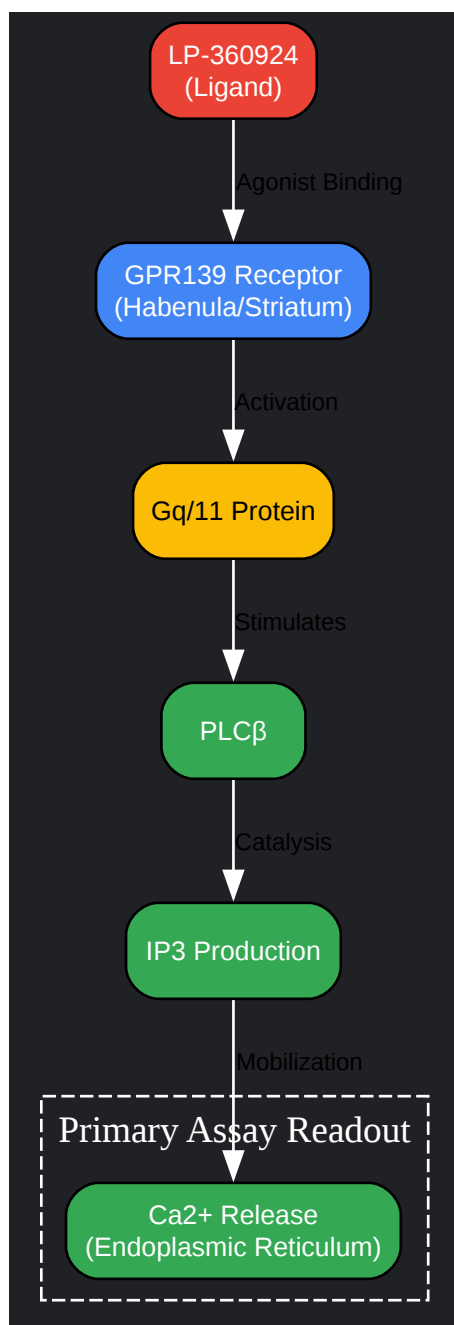 LP-360924
(Ligand)
Agonist Binding
GPR139 Receptor
(Habenula/Striatum)
Activation
Gq/11 Protein
Stimulates
PLCβ
Catalysis
IP3 Production
Mobilization
Primary Assay Readout
Ca2+ Release
(Endoplasmic Reticulum)